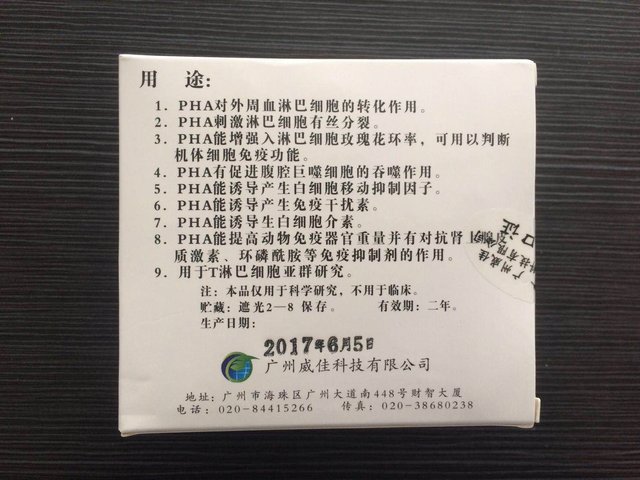 用 途:
1. PHA对外周血淋巴细胞的转化作用。
2. PHA刺激淋巴细胞有丝分裂。
3. PHA能增强入淋巴细胞玫瑰花环率，可用以判断
机体细胞免疫功能。
4. PHA有促进腹腔巨噬细胞的吞噬作用。
5. PHA能诱导产生白细胞移动抑制因子。
6. PHA能诱导产生免疫干扰素。
7. PHA能诱导生白细胞介素。
8. PHA能提高动物免疫器官重量并有对抗肾上
质激素、环磷酰胺等免疫抑制剂的作用。
9. 用于T淋巴细胞亚群研究。
注: 本品仅用于科学研究，不用于临床。
贮藏: 遮光2—8 保存。 有效期: 二年。
生产日期:
2017年6月5日
广州威佳科技有限公司
地址: 广州市海珠区广州大道南448号财智大厦
电话: 020-84415266 传真: 020-38680238
广州威佳
科技有限